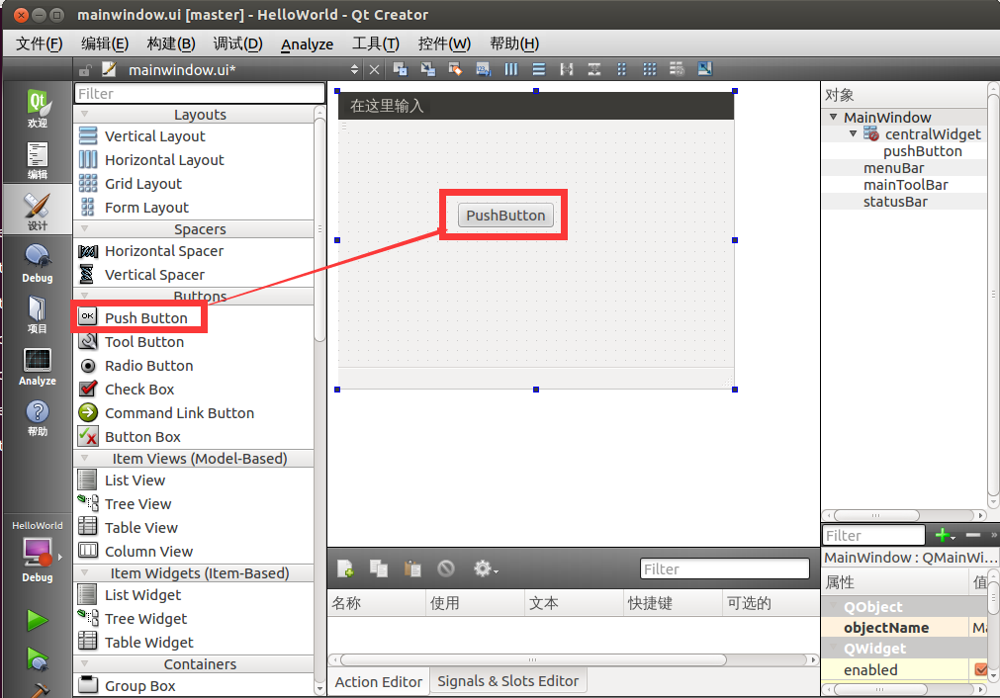 mainwindow.ui [master] - HelloWorld - Qt Creator
文件(F) 编辑(E) 构建(B) 调试(D) Analyze 工具(T) 控件(W) 帮助(H)
mainwindow.ui*
Qt
欢迎
编辑
设计
Debug
项目
Analyze
帮助
HelloWorld
Debug
Filter
Layouts
Vertical Layout
Horizontal Layout
Grid Layout
Form Layout
Spacers
Horizontal Spacer
Vertical Spacer
Buttons
OK Push Button
Tool Button
Radio Button
Check Box
Command Link Button
Button Box
Item Views (Model-Based)
List View
Tree View
Table View
Column View
Item Widgets (Item-Based)
List Widget
Tree Widget
Table Widget
Containers
Group Box
在这里输入
PushButton
Filter
名称 使用 文本 快捷键 可选的
Action Editor Signals & Slots Editor
对象
MainWindow
centralWidget
pushButton
menuBar
mainToolBar
statusBar
Filter
MainWindow : QMainWi...
属性 值
QObject
objectName Ma
QWidget
enabled